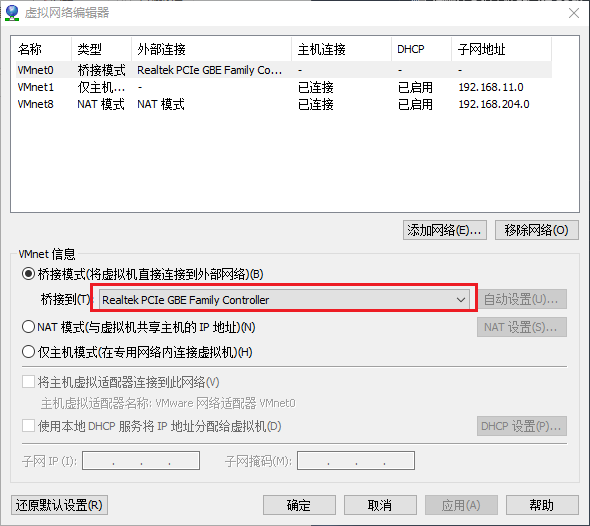 虚拟网络编辑器
名称 类型 外部连接 主机连接 DHCP 子网地址
VMnet0 桥接模式 Realtek PCIe GBE Family Co... - - -
VMnet1 仅主机... - 已连接 已启用 192.168.11.0
VMnet8 NAT 模式 NAT 模式 已连接 已启用 192.168.204.0
添加网络(E)... 移除网络(O)
VMnet 信息
桥接模式(将虚拟机直接连接到外部网络)(B)
桥接到(T): Realtek PCIe GBE Family Controller 自动设置(U)...
NAT 模式(与虚拟机共享主机的 IP 地址)(N) NAT 设置(S)...
仅主机模式(在专用网络内连接虚拟机)(H)
将主机虚拟适配器连接到此网络(V)
主机虚拟适配器名称: VMware 网络适配器 VMnet0
使用本地 DHCP 服务将 IP 地址分配给虚拟机(D) DHCP 设置(P)...
子网 IP (I): . . . 子网掩码(M): . . .
还原默认设置(R) 确定 取消 应用(A) 帮助